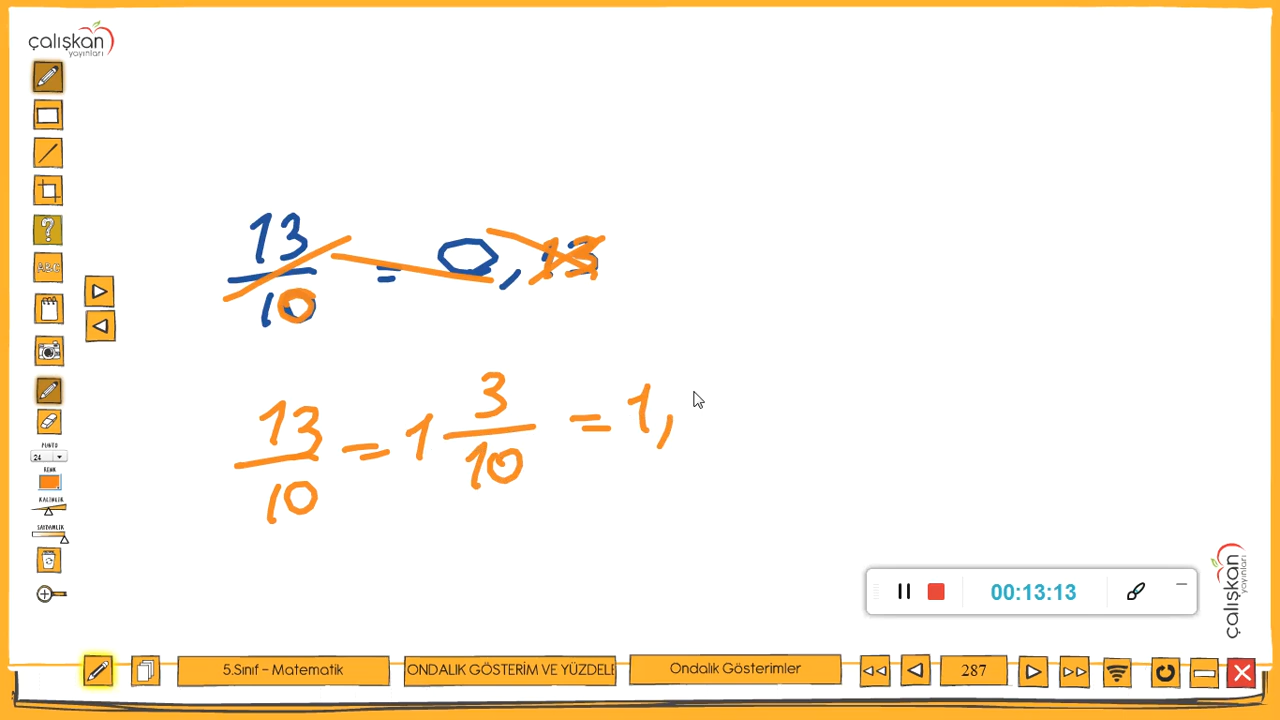 çalışkan
yayınları
13/10 = 0,13
13/10 = 1 3/10 = 1,
ABC
PUNTO
24
RENK
KALINLIK
SAYDAMLIK
00:13:13
çalışkan
yayınları
5.Sınıf - Matematik
ONDALIK GÖSTERİM VE YÜZDELE
Ondalık Gösterimler
287